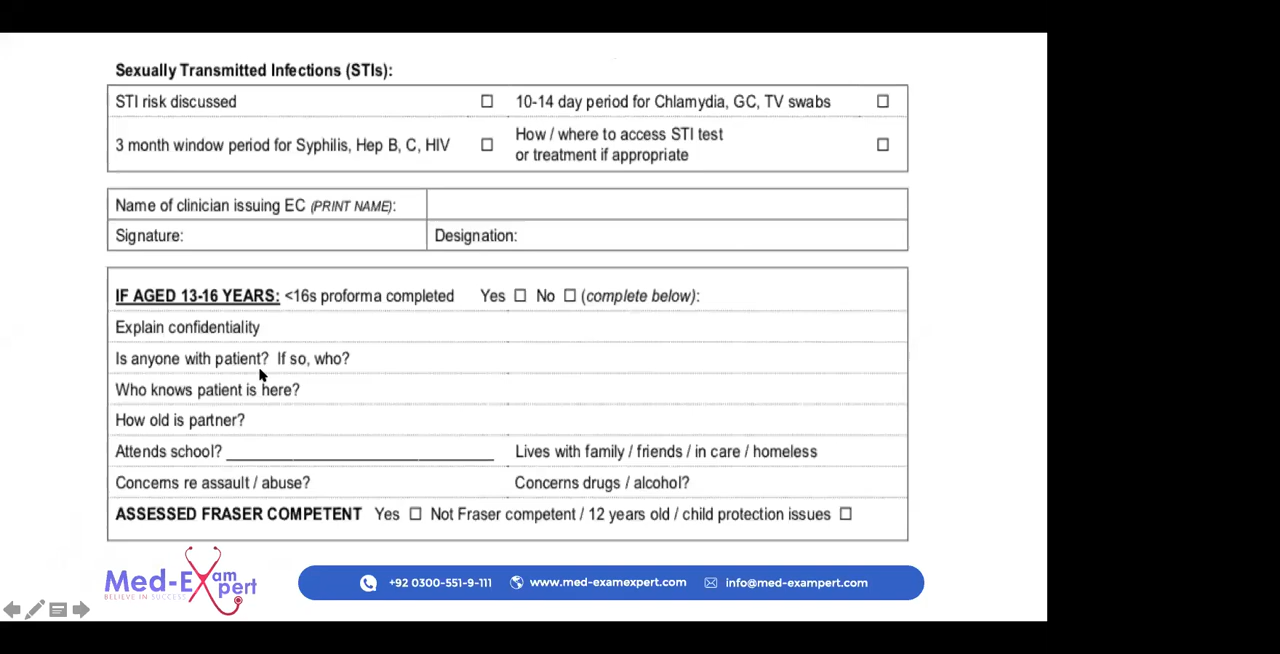 Sexually Transmitted Infections (STIs):
STI risk discussed ☐ 10-14 day period for Chlamydia, GC, TV swabs ☐
3 month window period for Syphilis, Hep B, C, HIV ☐ How / where to access STI test
or treatment if appropriate ☐
Name of clinician issuing EC (PRINT NAME):
Signature: Designation:
IF AGED 13-16 YEARS: <16s proforma completed Yes ☐ No ☐ (complete below):
Explain confidentiality
Is anyone with patient? If so, who?
Who knows patient is here?
How old is partner?
Attends school? ______________________________ Lives with family / friends / in care / homeless
Concerns re assault / abuse? Concerns drugs / alcohol?
ASSESSED FRASER COMPETENT Yes ☐ Not Fraser competent / 12 years old / child protection issues ☐
Med-Exam Expert
BELIEVE IN SUCCESS
+92 0300-551-9-111 www.med-examexpert.com info@med-exampert.com